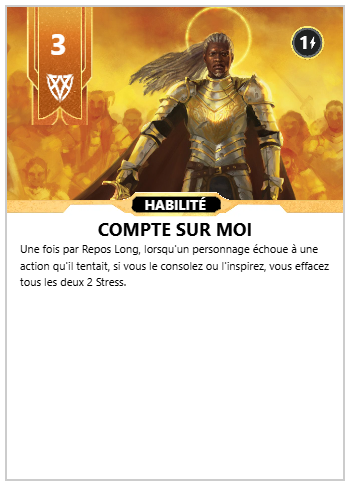 3
1
HABILITÉ
COMPTE SUR MOI
Une fois par Repos Long, lorsqu'un personnage échoue à une
action qu'il tentait, si vous le consolez ou l'inspirez, vous effacez
tous les deux 2 Stress.